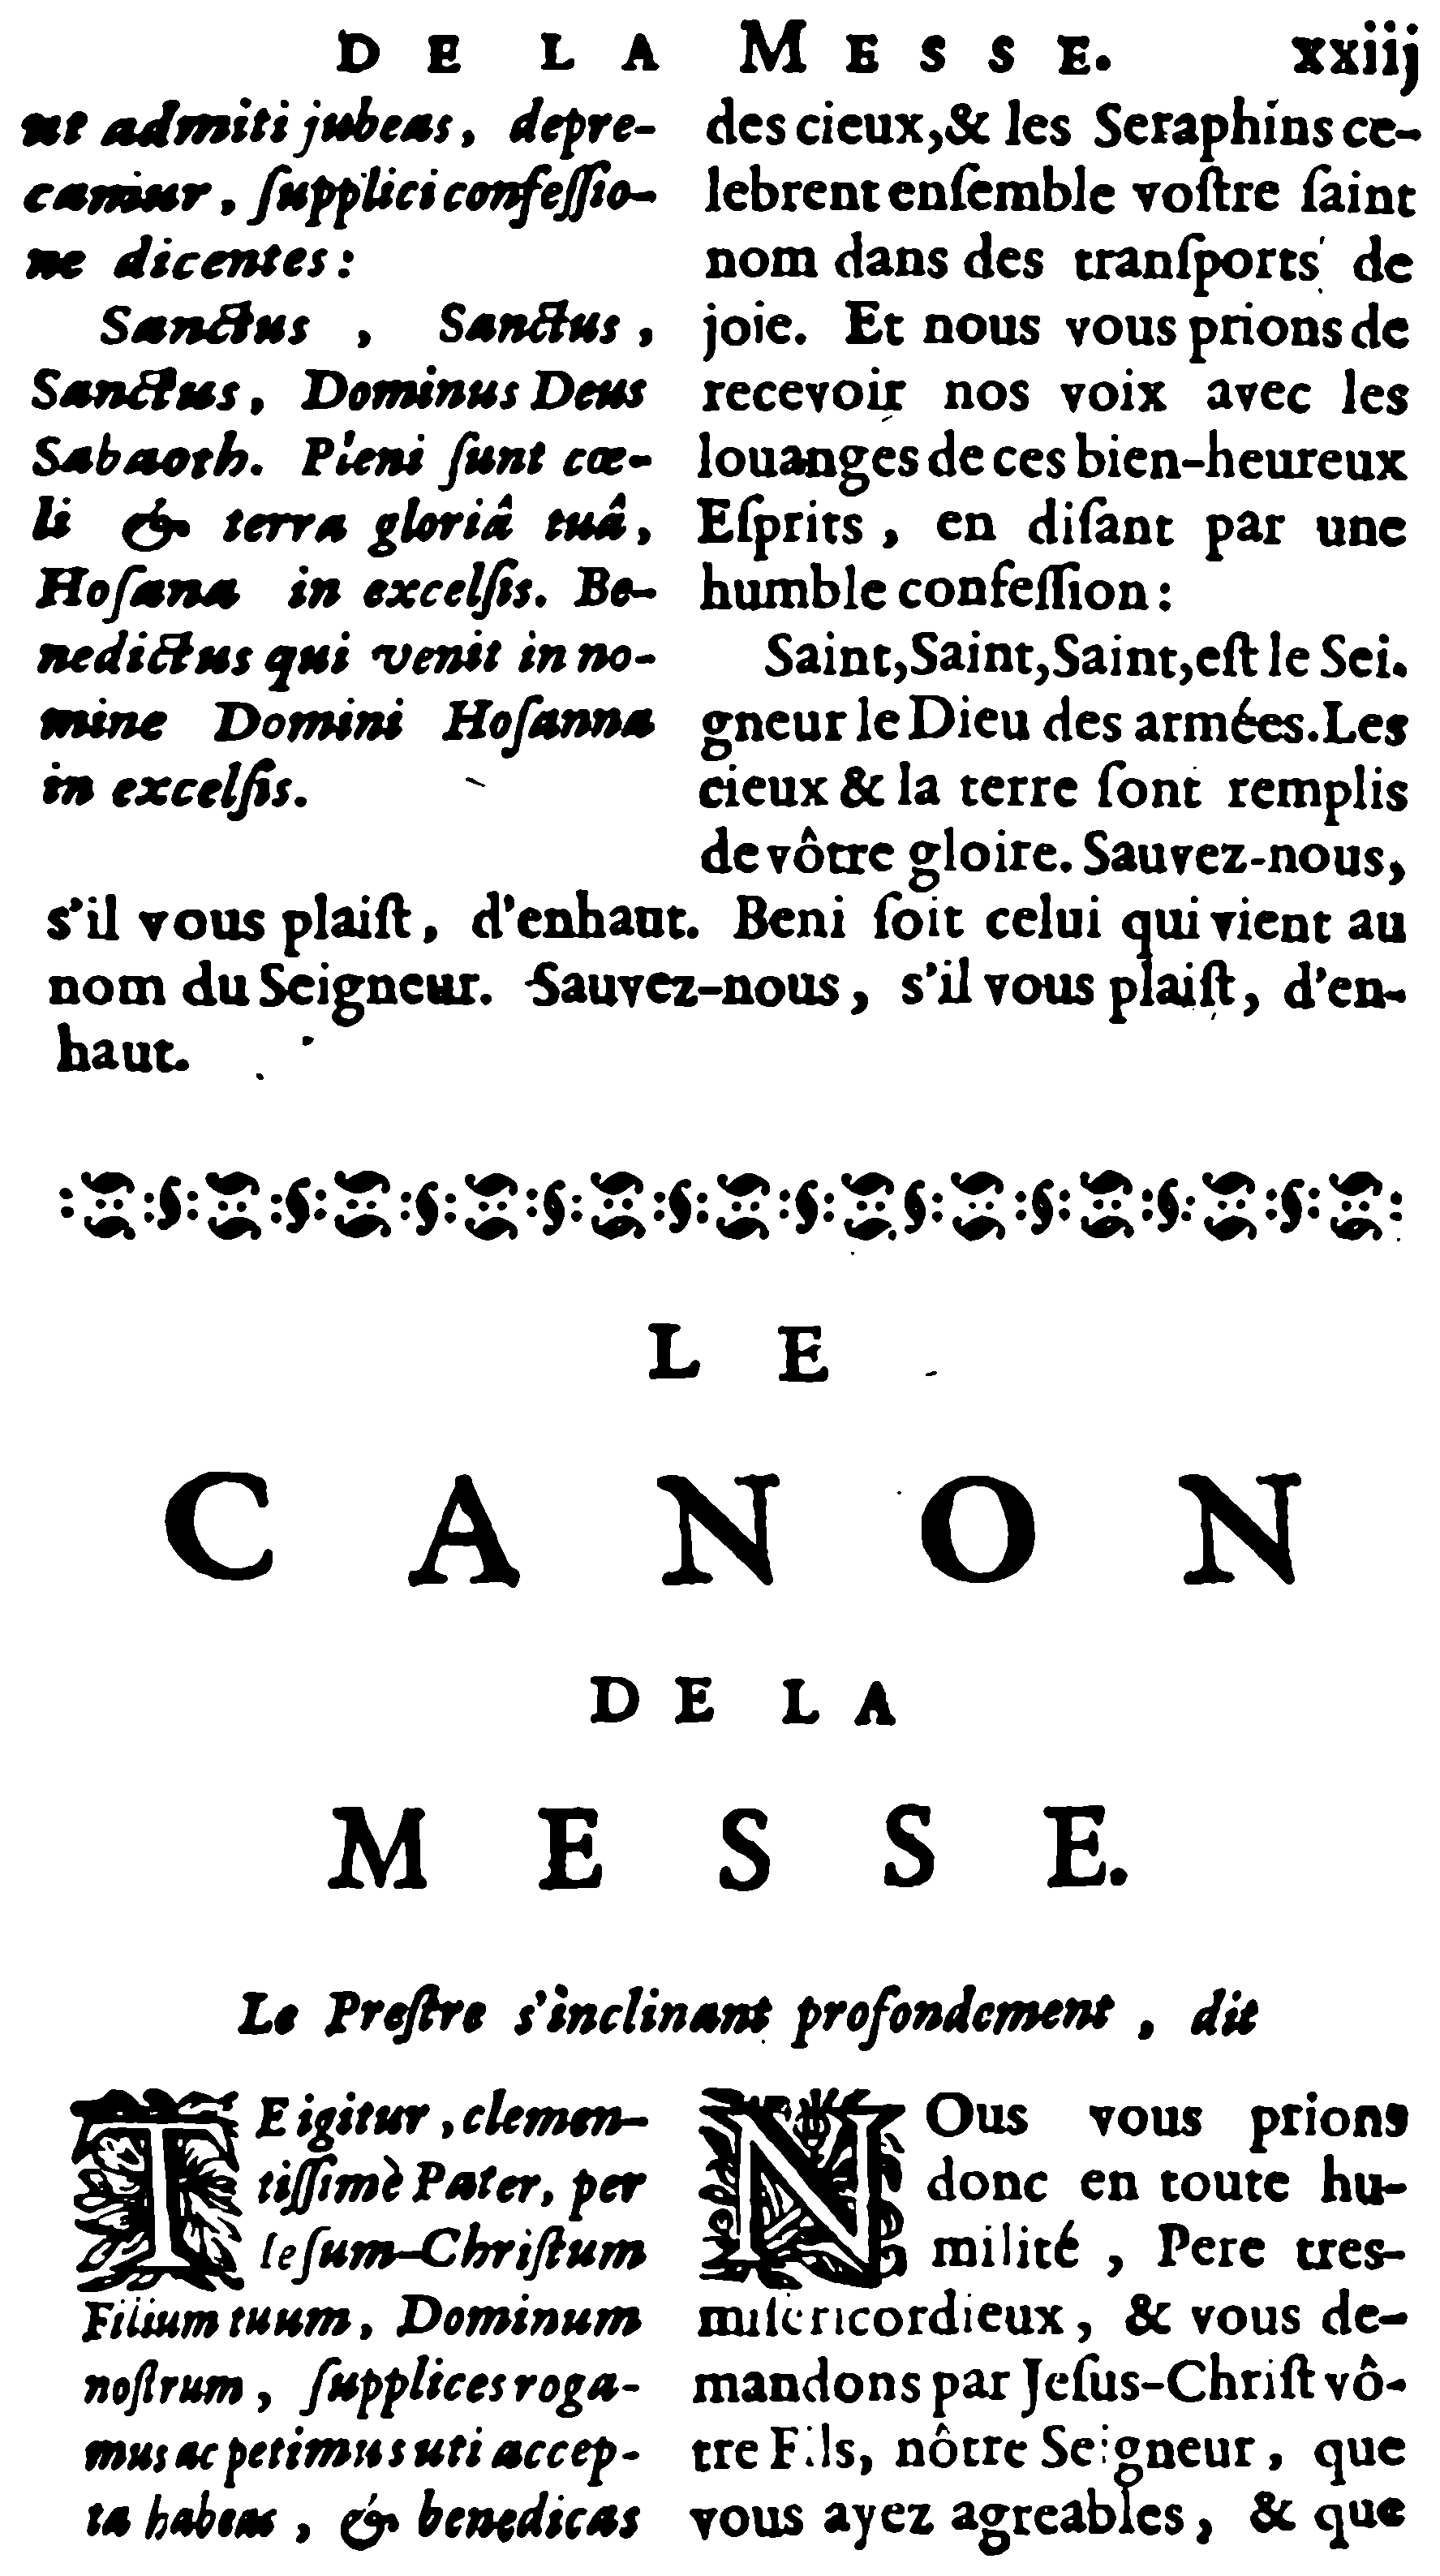 DE LA MESSE. xxiij
ut admiti jubeas, depre-
camur, ſupplici confeſſio-
ne dicentes:
Sanctus, Sanctus,
Sanctus, Dominus Deus
Sabaoth. Pleni ſunt cœ-
li & terra gloriâ tuâ,
Hoſana in excelſis. Be-
nedictus qui venit in no-
mine Domini Hoſanna
in excelſis.
des cieux, & les Seraphins ce-
lebrent enſemble voſtre ſaint
nom dans des tranſports de
joie. Et nous vous prions de
recevoir nos voix avec les
louanges de ces bien-heureux
Eſprits, en diſant par une
humble confeſſion:
Saint, Saint, Saint, eſt le Sei-
gneur le Dieu des armées. Les
cieux & la terre ſont remplis
de vôtre gloire. Sauvez-nous,
s'il vous plaiſt, d'enhaut. Beni ſoit celui qui vient au
nom du Seigneur. Sauvez-nous, s'il vous plaiſt, d'en-
haut.
LE
CANON
DE LA
MESSE.
Le Preſtre s'inclinant profondement, dit
TE igitur, clemen-
tiſſimè Pater, per
Ieſum-Chriſtum
Filium tuum, Dominum
noſtrum, ſupplices roga-
mus ac petimus uti accep-
ta habeas, & benedicas
NOus vous prions
donc en toute hu-
milité, Pere tres-
miſericordieux, & vous de-
mandons par Jeſus-Chriſt vô-
tre Fils, nôtre Seigneur, que
vous ayez agreables, & que